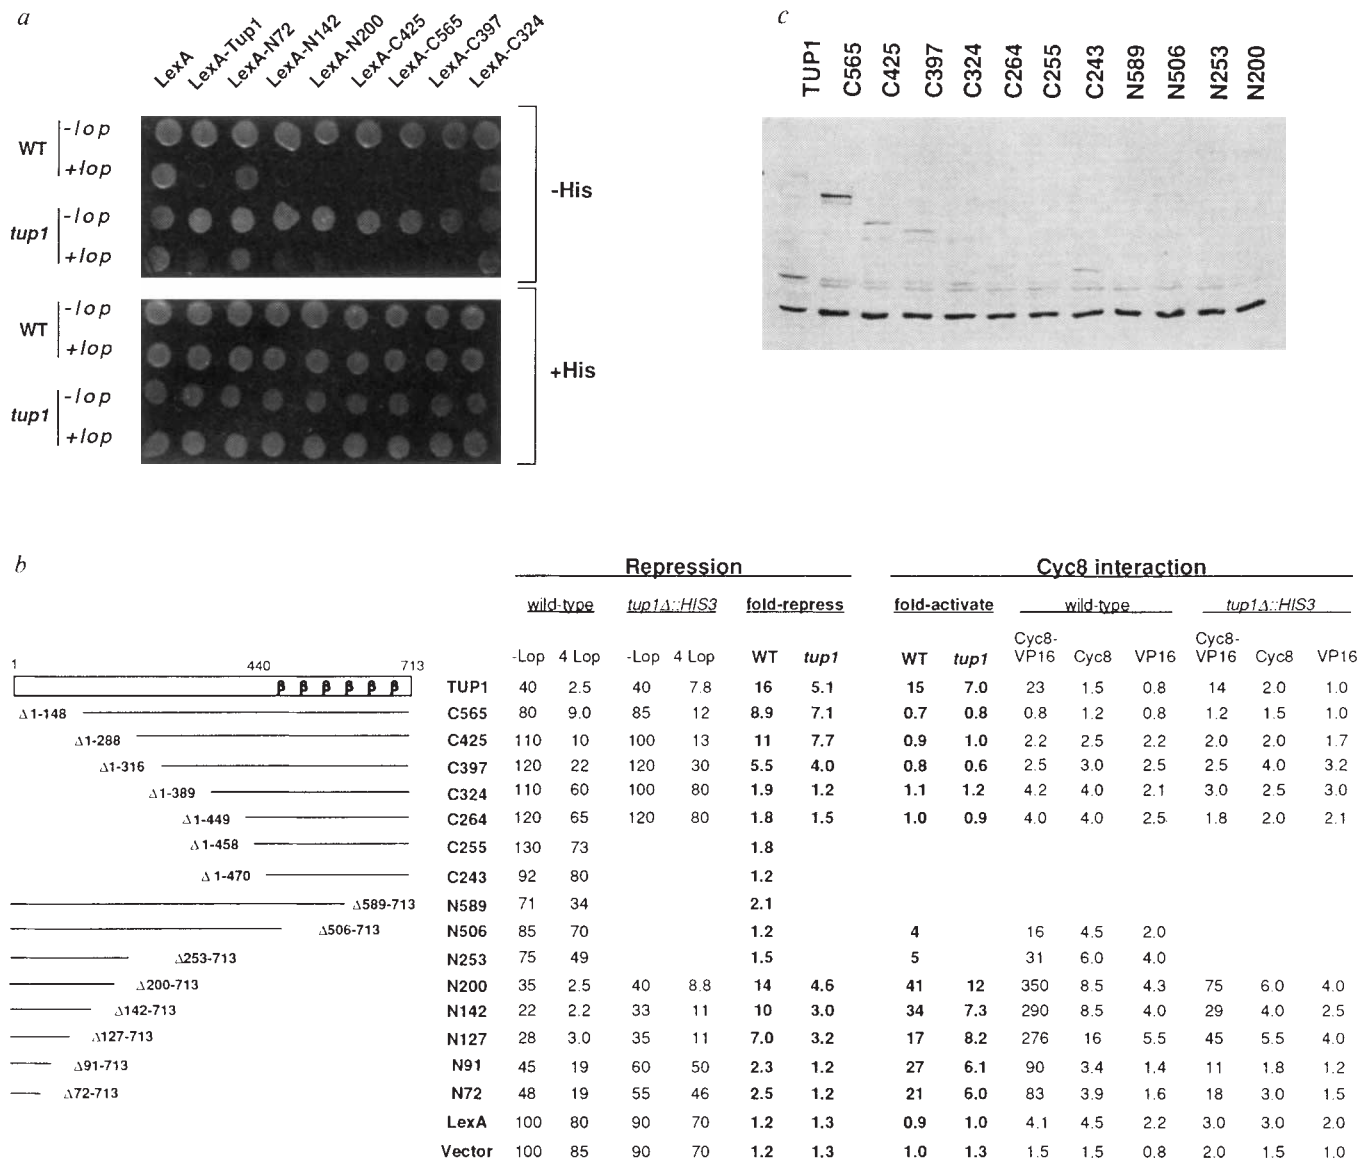 a
LexA
LexA-Tup1
LexA-N72
LexA-N142
LexA-N200
LexA-C425
LexA-C565
LexA-C397
LexA-C324
WT
-lop
+lop
tup1
-lop
+lop
-His
WT
-lop
+lop
tup1
-lop
+lop
+His
c
TUP1
C565
C425
C397
C324
C264
C255
C243
N589
N506
N253
N200
b
Repression Cyc8 interaction
wild-type tup1Δ::HIS3 fold-repress fold-activate wild-type tup1Δ::HIS3
-Lop 4 Lop -Lop 4 Lop WT tup1 WT tup1 Cyc8-VP16 Cyc8 VP16 Cyc8-VP16 Cyc8 VP16
1 440 713
β β β β β β
TUP1 40 2.5 40 7.8 16 5.1 15 7.0 23 1.5 0.8 14 2.0 1.0
Δ1-148 C565 80 9.0 85 12 8.9 7.1 0.7 0.8 0.8 1.2 0.8 1.2 1.5 1.0
Δ1-288 C425 110 10 100 13 11 7.7 0.9 1.0 2.2 2.5 2.2 2.0 2.0 1.7
Δ1-316 C397 120 22 120 30 5.5 4.0 0.8 0.6 2.5 3.0 2.5 2.5 4.0 3.2
Δ1-389 C324 110 60 100 80 1.9 1.2 1.1 1.2 4.2 4.0 2.1 3.0 2.5 3.0
Δ1-449 C264 120 65 120 80 1.8 1.5 1.0 0.9 4.0 4.0 2.5 1.8 2.0 2.1
Δ1-458 C255 130 73 1.8
Δ1-470 C243 92 80 1.2
Δ589-713 N589 71 34 2.1
Δ506-713 N506 85 70 1.2 4 16 4.5 2.0
Δ253-713 N253 75 49 1.5 5 31 6.0 4.0
Δ200-713 N200 35 2.5 40 8.8 14 4.6 41 12 350 8.5 4.3 75 6.0 4.0
Δ142-713 N142 22 2.2 33 11 10 3.0 34 7.3 290 8.5 4.0 29 4.0 2.5
Δ127-713 N127 28 3.0 35 11 7.0 3.2 17 8.2 276 16 5.5 45 5.5 4.0
Δ91-713 N91 45 19 60 50 2.3 1.2 27 6.1 90 3.4 1.4 11 1.8 1.2
Δ72-713 N72 48 19 55 46 2.5 1.2 21 6.0 83 3.9 1.6 18 3.0 1.5
LexA 100 80 90 70 1.2 1.3 0.9 1.0 4.1 4.5 2.2 3.0 3.0 2.0
Vector 100 85 90 70 1.2 1.3 1.0 1.3 1.5 1.5 0.8 2.0 1.5 1.0